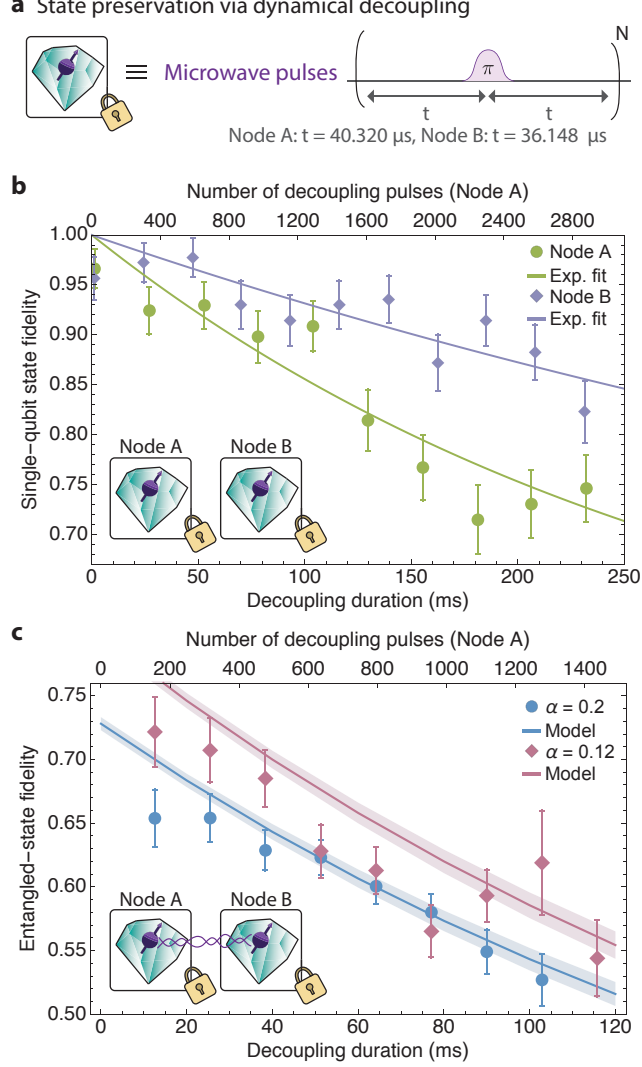 a State preservation via dynamical decoupling
≡ Microwave pulses
N
π
t t
Node A: t = 40.320 µs, Node B: t = 36.148 µs
b
Number of decoupling pulses (Node A)
0 400 800 1200 1600 2000 2400 2800
1.00
0.95
0.90
0.85
0.80
0.75
0.70
Single-qubit state fidelity
Node A
Exp. fit
Node B
Exp. fit
Node A Node B
0 50 100 150 200 250
Decoupling duration (ms)
c
Number of decoupling pulses (Node A)
0 200 400 600 800 1000 1200 1400
0.75
0.70
0.65
0.60
0.55
0.50
Entangled-state fidelity
α = 0.2
Model
α = 0.12
Model
Node A Node B
0 20 40 60 80 100 120
Decoupling duration (ms)